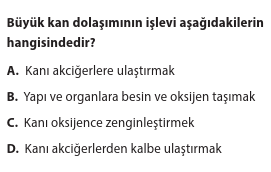 Büyük kan dolaşımının işlevi aşağıdakilerin
hangisindedir?
A. Kanı akciğerlere ulaştırmak
B. Yapı ve organlara besin ve oksijen taşımak
C. Kanı oksijence zenginleştirmek
D. Kanı akciğerlerden kalbe ulaştırmak